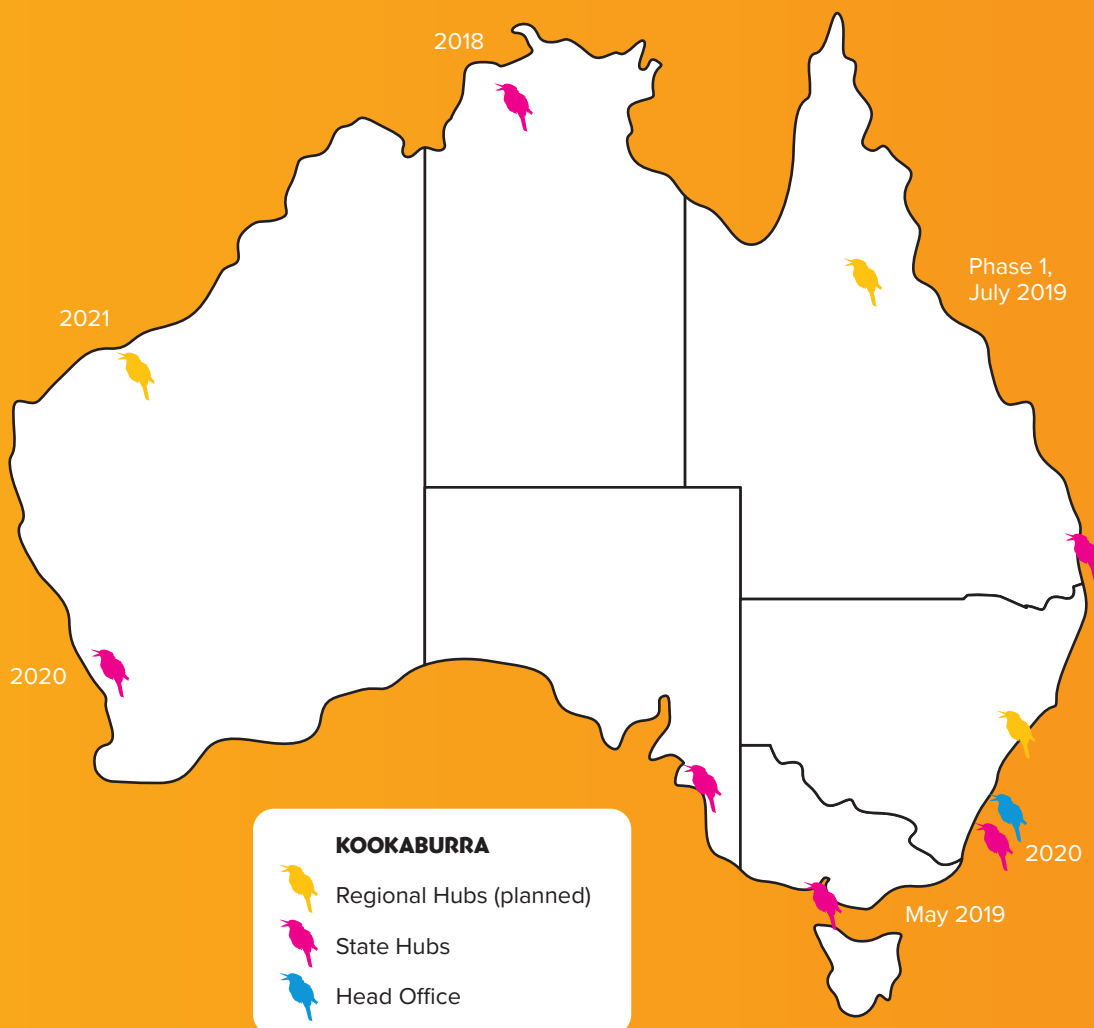 2018
Phase 1,
July 2019
2021
2020
2020
May 2019
KOOKABURRA
Regional Hubs (planned)
State Hubs
Head Office